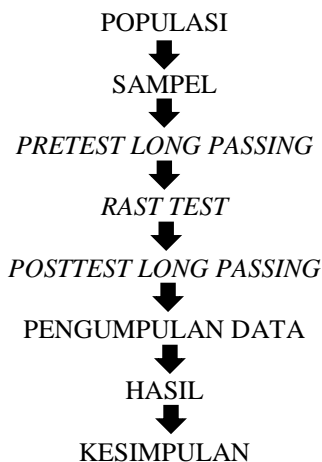 POPULASI
SAMPEL
PRETEST LONG PASSING
RAST TEST
POSTTEST LONG PASSING
PENGUMPULAN DATA
HASIL
KESIMPULAN